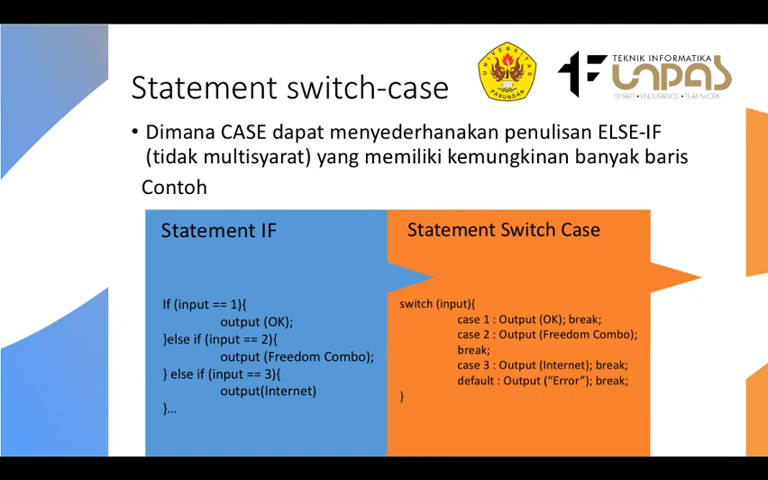 UNIVERSITAS
PASUNDAN
TEKNIK INFORMATIKA
UNPAS
SMART • ENDURANCE • TEAMWORK
Statement switch-case
• Dimana CASE dapat menyederhanakan penulisan ELSE-IF
(tidak multisyarat) yang memiliki kemungkinan banyak baris
Contoh
Statement IF
If (input == 1){
output (OK);
}else if (input == 2){
output (Freedom Combo);
} else if (input == 3){
output(Internet)
}...
Statement Switch Case
switch (input){
case 1 : Output (OK); break;
case 2 : Output (Freedom Combo);
break;
case 3 : Output (Internet); break;
default : Output (“Error”); break;
}